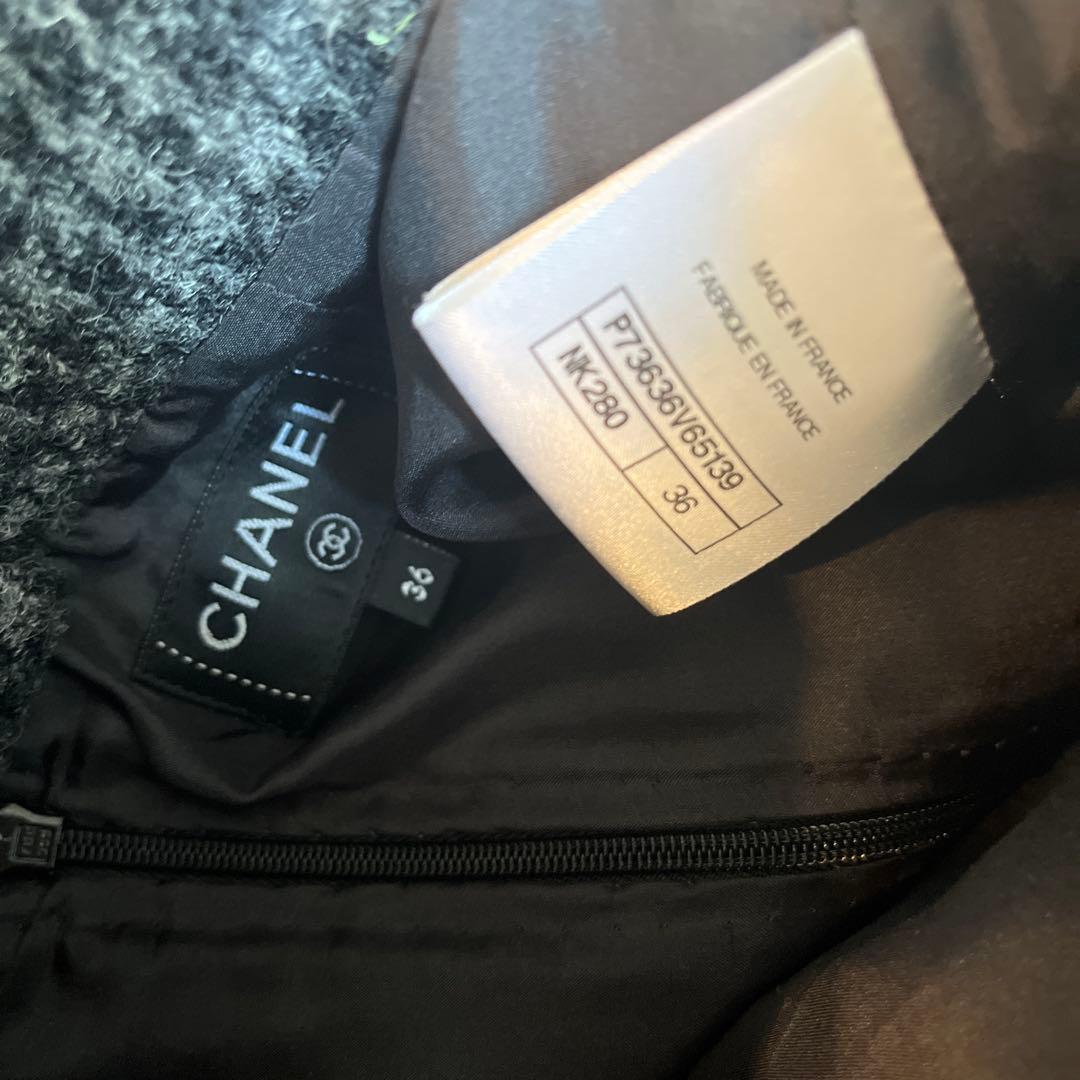 CHANEL
36
MADE IN FRANCE
FABRIQUE EN FRANCE
P73636V65139
NK280 36